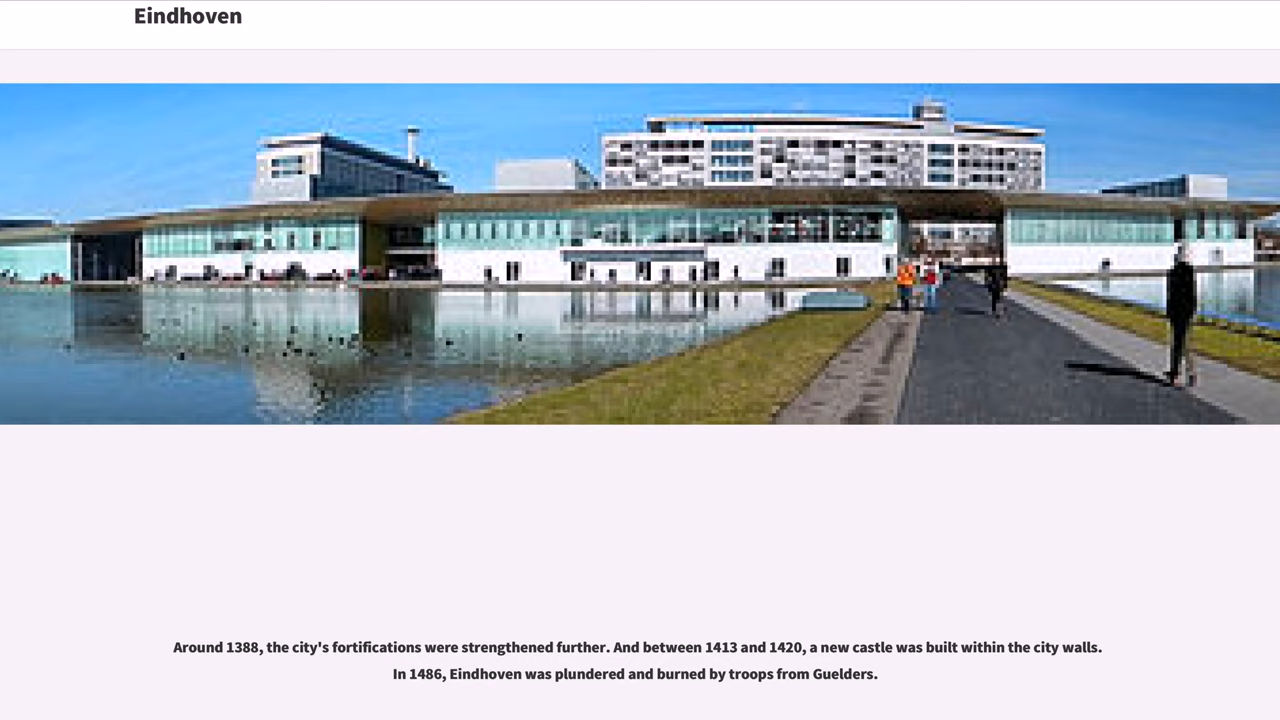 Eindhoven
Around 1388, the city's fortifications were strengthened further. And between 1413 and 1420, a new castle was built within the city walls.
In 1486, Eindhoven was plundered and burned by troops from Guelders.